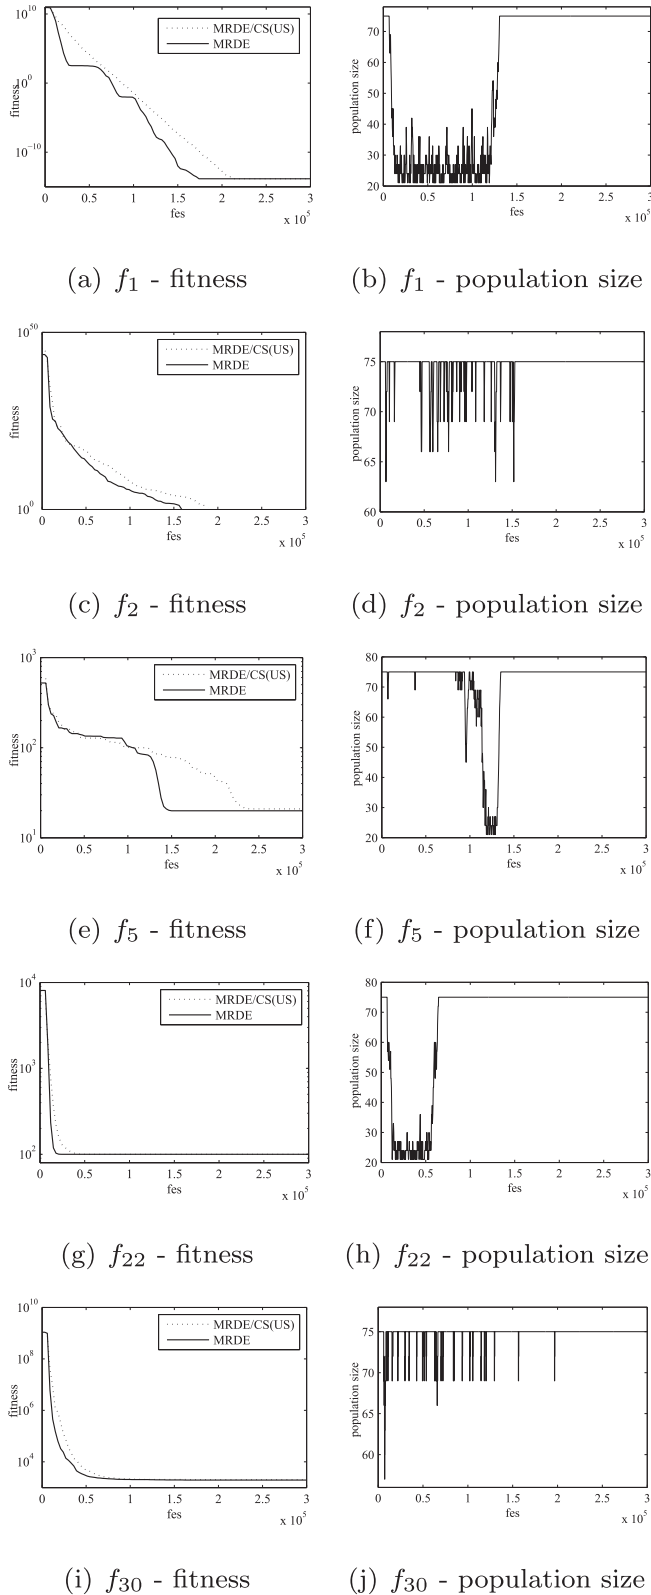 10^10
10^0
10^-10
fitness
MRDE/CS(US)
MRDE
0 0.5 1 1.5 2 2.5 3
fes
x 10^5
(a) f_1 - fitness
80
70
60
50
40
30
20
population size
0 0.5 1 1.5 2 2.5 3
fes
x 10^5
(b) f_1 - population size
10^50
10^0
fitness
MRDE/CS(US)
MRDE
0 0.5 1 1.5 2 2.5 3
fes
x 10^5
(c) f_2 - fitness
75
70
65
60
population size
0 0.5 1 1.5 2 2.5 3
fes
x 10^5
(d) f_2 - population size
10^3
10^2
10^1
fitness
MRDE/CS(US)
MRDE
0 0.5 1 1.5 2 2.5 3
fes
x 10^5
(e) f_5 - fitness
80
70
60
50
40
30
20
population size
0 0.5 1 1.5 2 2.5 3
fes
x 10^5
(f) f_5 - population size
10^4
10^3
10^2
fitness
MRDE/CS(US)
MRDE
0 0.5 1 1.5 2 2.5 3
fes
x 10^5
(g) f_22 - fitness
80
70
60
50
40
30
20
population size
0 0.5 1 1.5 2 2.5 3
fes
x 10^5
(h) f_22 - population size
10^10
10^8
10^6
10^4
fitness
MRDE/CS(US)
MRDE
0 0.5 1 1.5 2 2.5 3
fes
x 10^5
(i) f_30 - fitness
75
70
65
60
population size
0 0.5 1 1.5 2 2.5 3
fes
x 10^5
(j) f_30 - population size